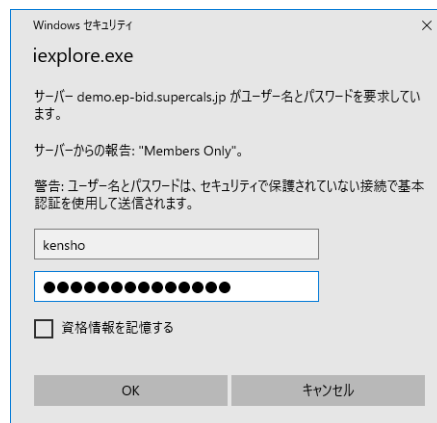 Windows セキュリティ
iexplore.exe
サーバー demo.ep-bid.supercals.jp がユーザー名とパスワードを要求してい
ます。
サーバーからの報告: "Members Only"。
警告: ユーザー名とパスワードは、セキュリティで保護されていない接続で基本
認証を使用して送信されます。
kensho
●●●●●●●●●●●●●●
資格情報を記憶する
OK キャンセル